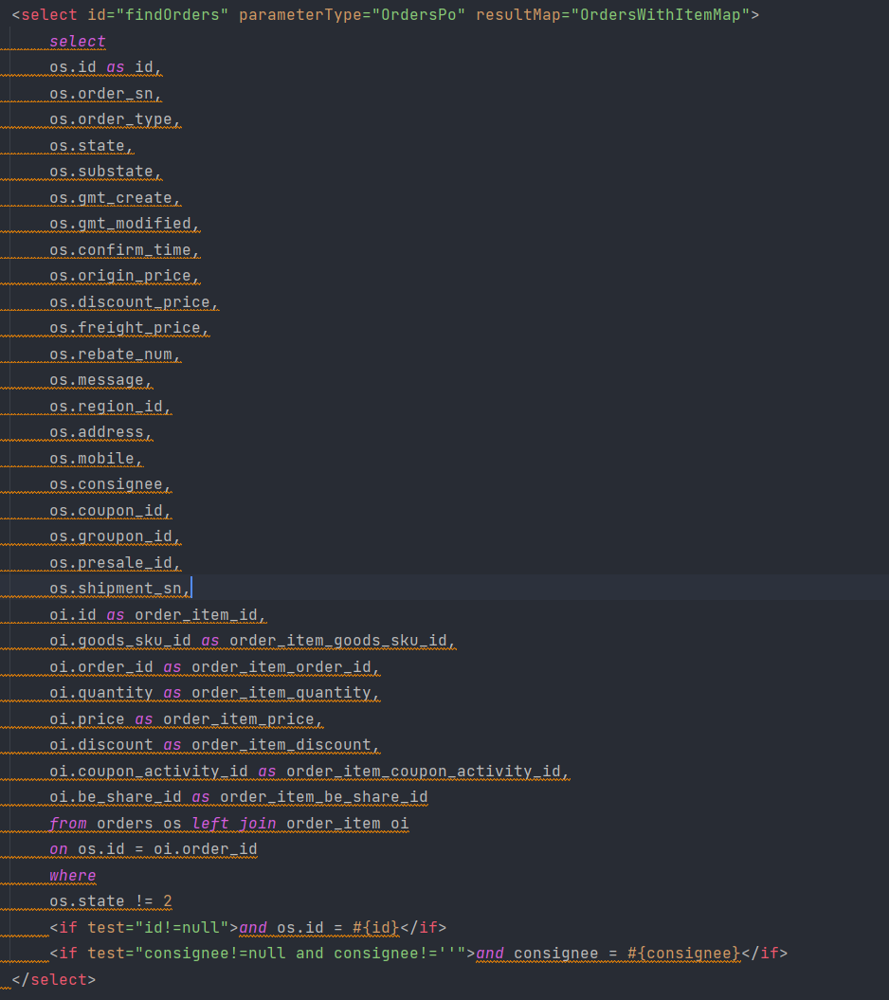 <select id="findOrders" parameterType="OrdersPo" resultMap="OrdersWithItemMap">
select
os.id as id,
os.order_sn,
os.order_type,
os.state,
os.substate,
os.gmt_create,
os.gmt_modified,
os.confirm_time,
os.origin_price,
os.discount_price,
os.freight_price,
os.rebate_num,
os.message,
os.region_id,
os.address,
os.mobile,
os.consignee,
os.coupon_id,
os.groupon_id,
os.presale_id,
os.shipment_sn,
oi.id as order_item_id,
oi.goods_sku_id as order_item_goods_sku_id,
oi.order_id as order_item_order_id,
oi.quantity as order_item_quantity,
oi.price as order_item_price,
oi.discount as order_item_discount,
oi.coupon_activity_id as order_item_coupon_activity_id,
oi.be_share_id as order_item_be_share_id
from orders os left join order_item oi
on os.id = oi.order_id
where
os.state != 2
<if test="id!=null">and os.id = #{id}</if>
<if test="consignee!=null and consignee!=''">and consignee = #{consignee}</if>
</select>